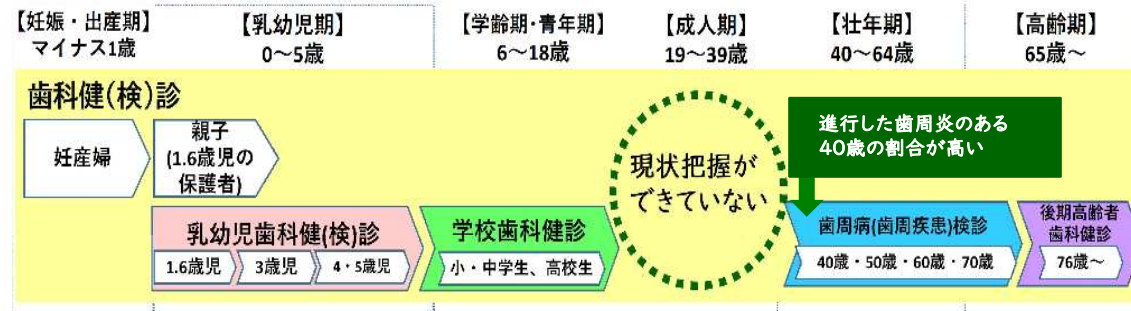 【妊娠・出産期】
マイナス1歳
【乳幼児期】
0～5歳
【学齢期・青年期】
6～18歳
【成人期】
19～39歳
【壮年期】
40～64歳
【高齢期】
65歳～
歯科健(検)診
妊産婦
親子
(1.6歳児の
保護者)
現状把握が
できていない
進行した歯周炎のある
40歳の割合が高い
乳幼児歯科健(検)診
1.6歳児
3歳児
4・5歳児
学校歯科健診
小・中学生、高校生
歯周病(歯周疾患)検診
40歳・50歳・60歳・70歳
後期高齢者
歯科健診
76歳～